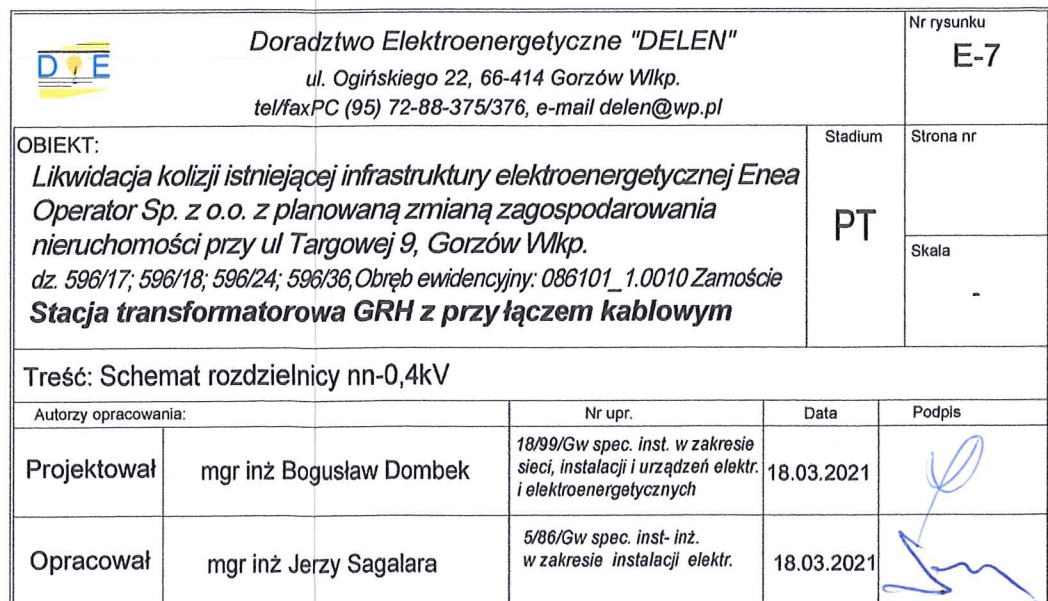 D E
Doradztwo Elektroenergetyczne "DELEN"
ul. Ogińskiego 22, 66-414 Gorzów Wlkp.
tel/faxPC (95) 72-88-375/376, e-mail delen@wp.pl
Nr rysunku
E-7
OBIEKT:
Likwidacja kolizji istniejącej infrastruktury elektroenergetycznej Enea
Operator Sp. z o.o. z planowaną zmianą zagospodarowania
nieruchomości przy ul Targowej 9, Gorzów Wlkp.
dz. 596/17; 596/18; 596/24; 596/36,Obręb ewidencyjny: 086101_1.0010 Zamoście
Stacja transformatorowa GRH z przyłączem kablowym
Stadium
PT
Strona nr
Skala
-
Treść: Schemat rozdzielnicy nn-0,4kV
Autorzy opracowania:
Nr upr.
Data
Podpis
Projektował
mgr inż Bogusław Dombek
18/99/Gw spec. inst. w zakresie
sieci, instalacji i urządzeń elektr.
i elektroenergetycznych
18.03.2021
Opracował
mgr inż Jerzy Sagalara
5/86/Gw spec. inst- inż.
w zakresie instalacji elektr.
18.03.2021